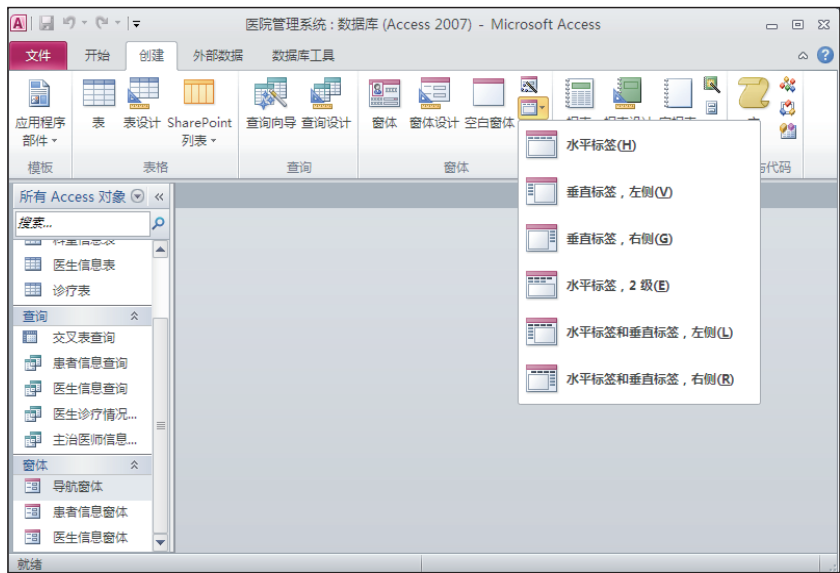 医院管理系统 : 数据库 (Access 2007) - Microsoft Access
文件 开始 创建 外部数据 数据库工具
应用程序部件 表 表设计 SharePoint 列表 查询向导 查询设计 窗体 窗体设计 空白窗体
模板 表格 查询 窗体 与代码
水平标签(H)
垂直标签，左侧(V)
垂直标签，右侧(G)
水平标签，2 级(E)
水平标签和垂直标签，左侧(L)
水平标签和垂直标签，右侧(R)
所有 Access 对象
搜索...
科室信息表
医生信息表
诊疗表
查询
交叉表查询
患者信息查询
医生信息查询
医生诊疗情况...
主治医师信息...
窗体
导航窗体
患者信息窗体
医生信息窗体
就绪